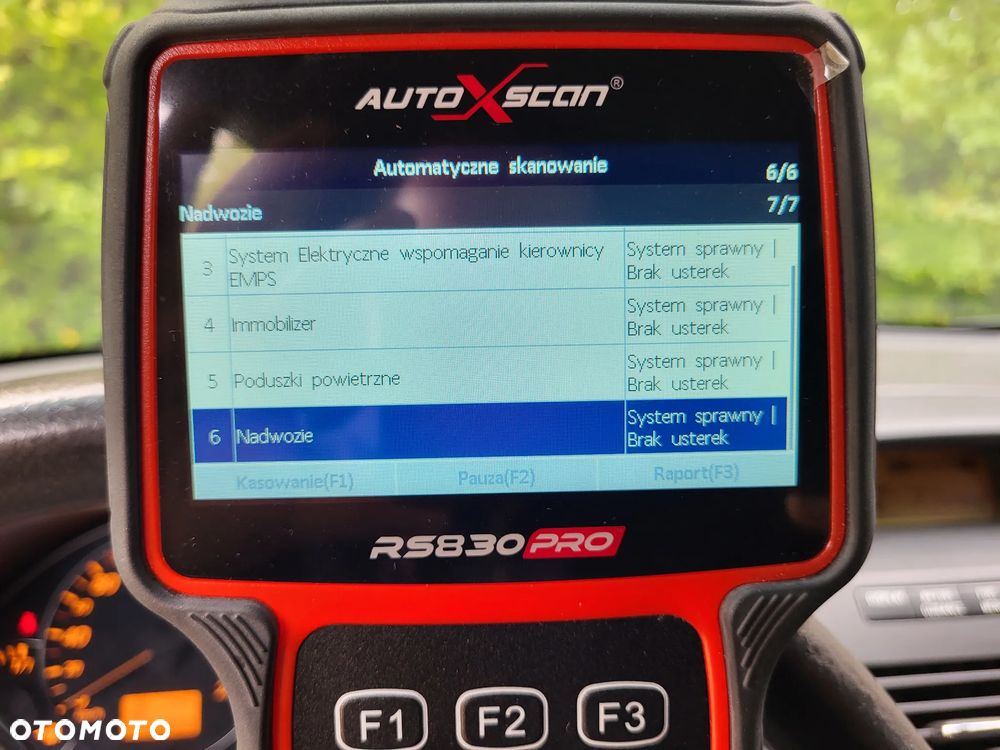 AUTOXSCAN®
Automatyczne skanowanie 6/6
Nadwozie 7/7
3 System Elektryczne wspomaganie kierownicy EMPS System sprawny | Brak usterek
4 Immobilizer System sprawny | Brak usterek
5 Poduszki powietrzne System sprawny | Brak usterek
6 Nadwozie System sprawny | Brak usterek
Kasowanie(F1) Pauza(F2) Raport(F3)
RS830 PRO
F1 F2 F3
OTOMOTO